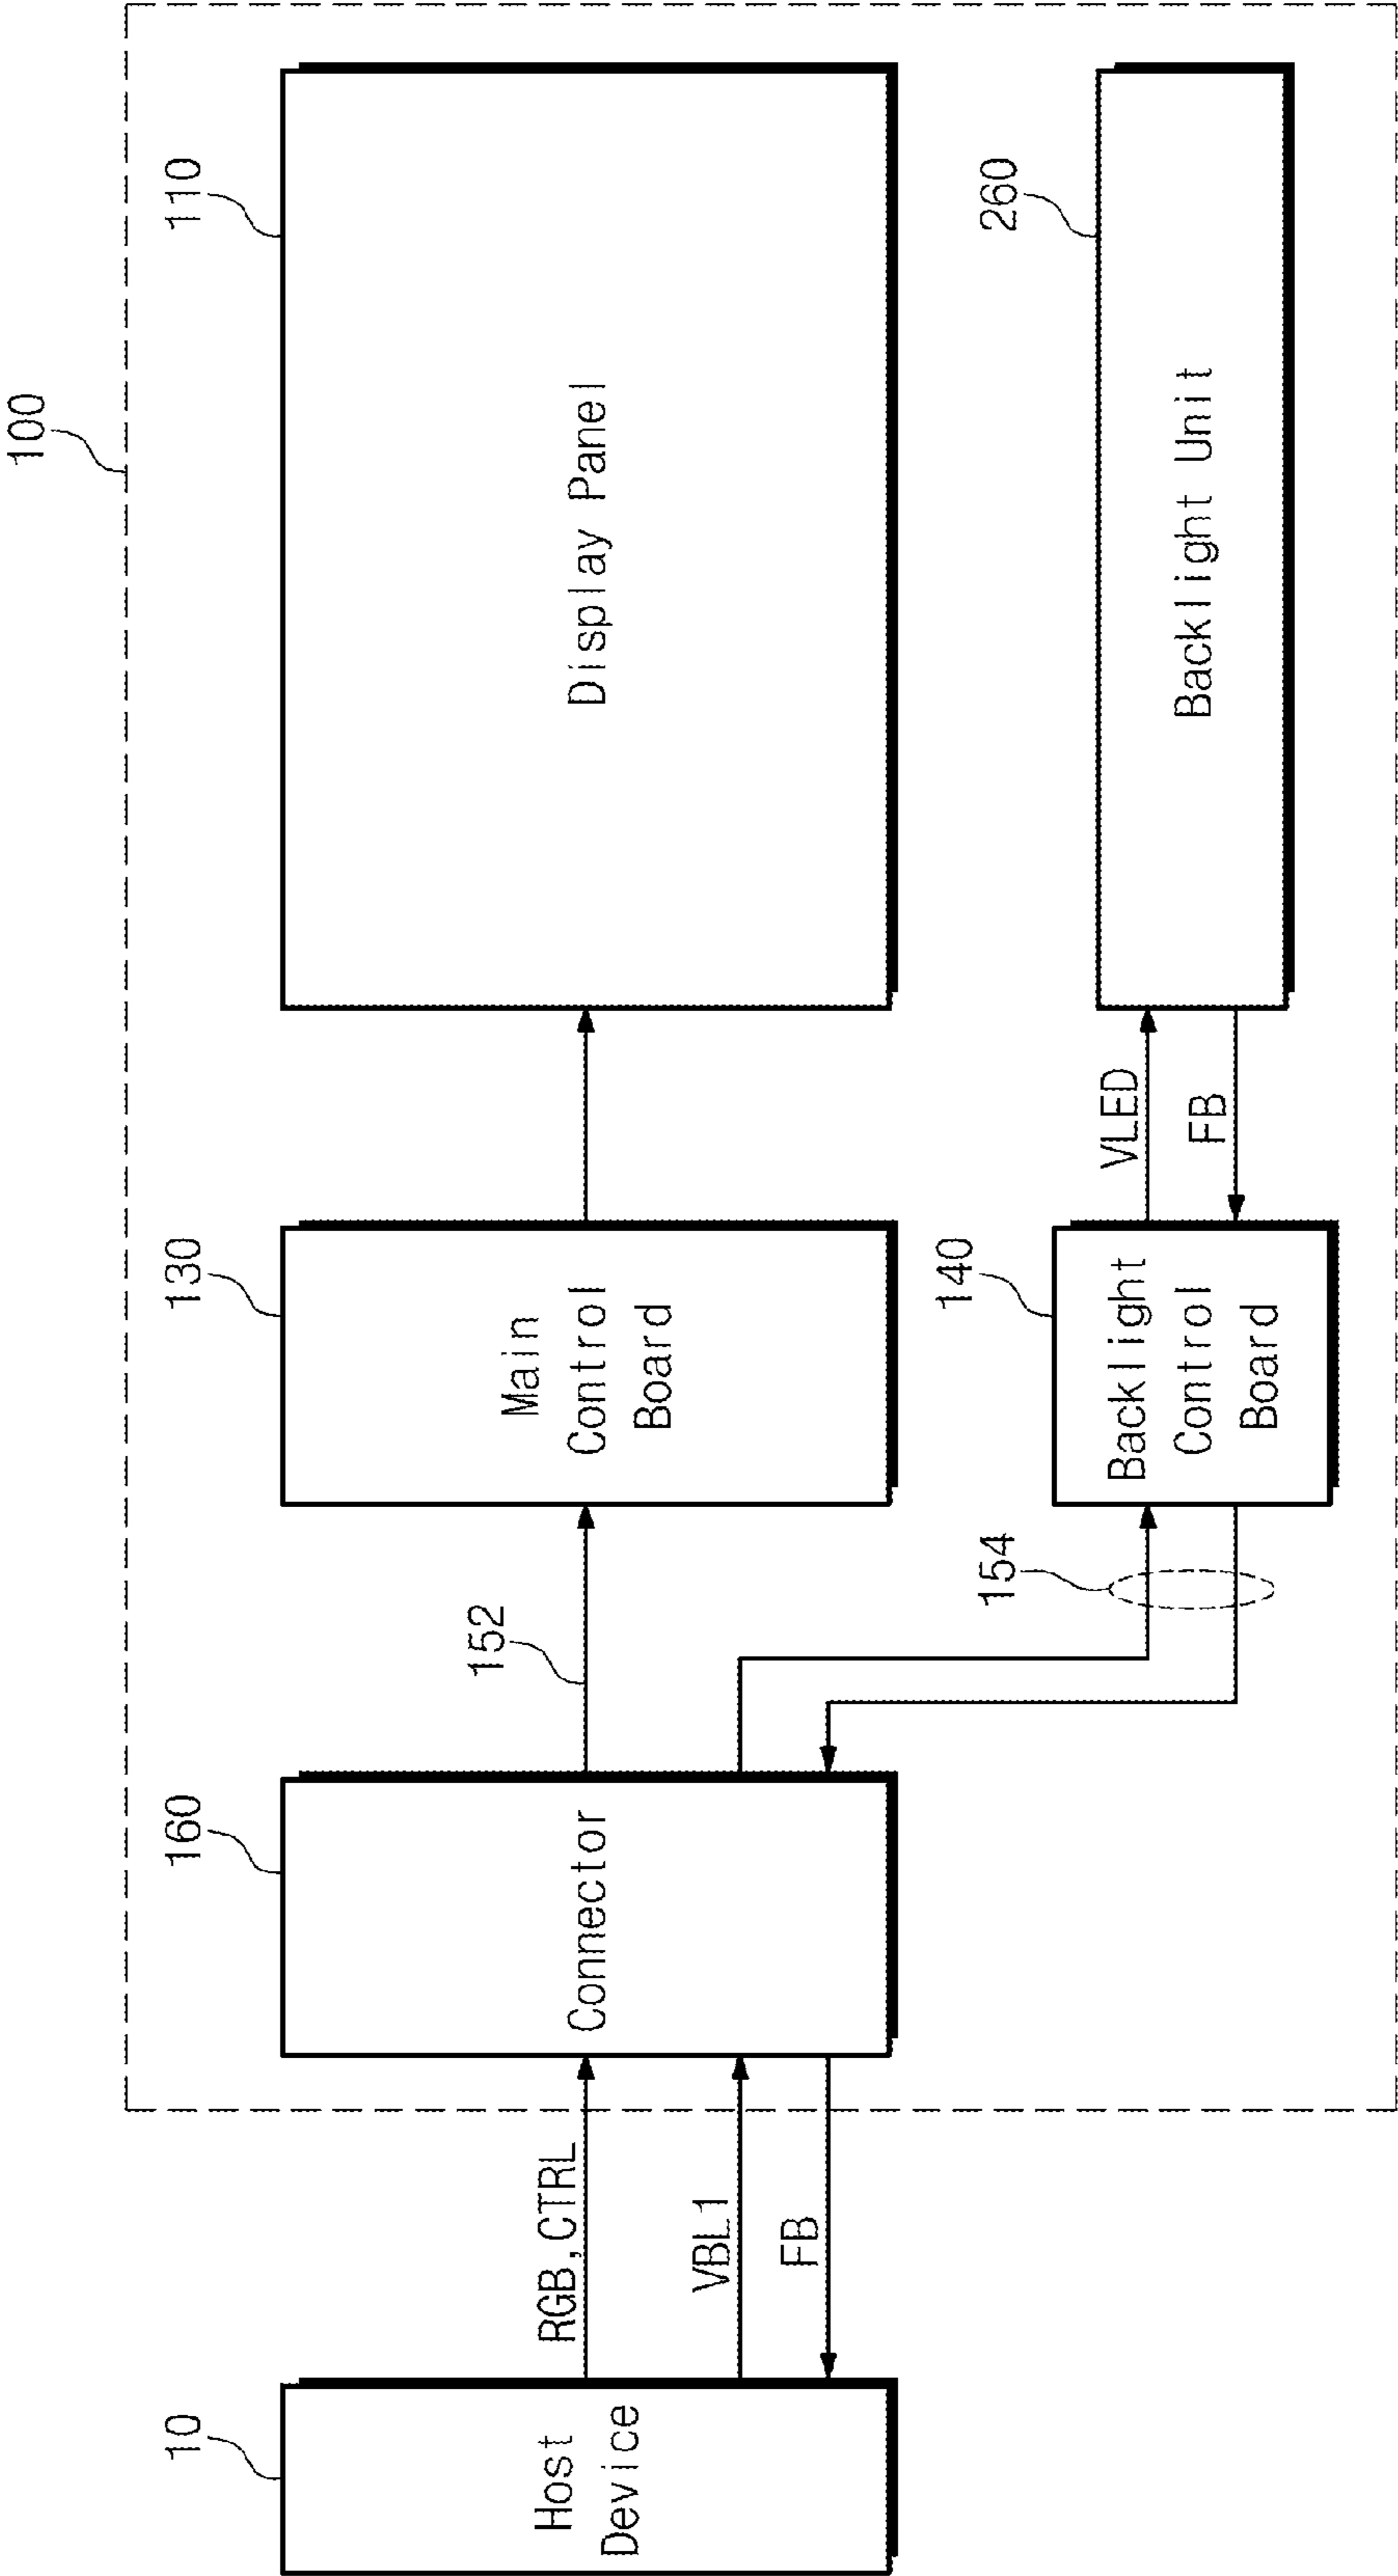 100
10
160
130
110
Host
Device
RGB,CTRL
VBL1
FB
Connector
152
Main
Control
Board
Display Panel
154
140
Backlight
Control
Board
VLED
FB
260
Backlight Unit